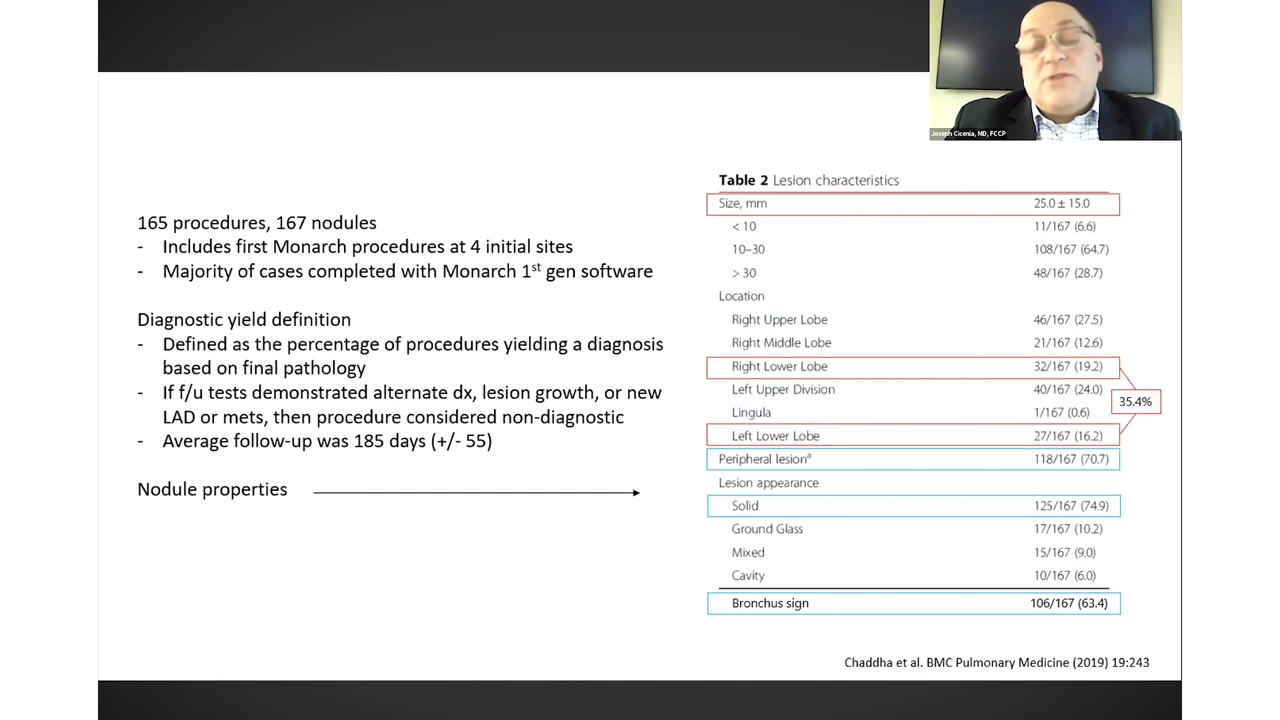 Joseph Cicenia, MD, FCCP
165 procedures, 167 nodules
- Includes first Monarch procedures at 4 initial sites
- Majority of cases completed with Monarch 1st gen software
Diagnostic yield definition
- Defined as the percentage of procedures yielding a diagnosis
based on final pathology
- If f/u tests demonstrated alternate dx, lesion growth, or new
LAD or mets, then procedure considered non-diagnostic
- Average follow-up was 185 days (+/- 55)
Nodule properties
Table 2 Lesion characteristics
Size, mm 25.0 ± 15.0
< 10 11/167 (6.6)
10–30 108/167 (64.7)
> 30 48/167 (28.7)
Location
Right Upper Lobe 46/167 (27.5)
Right Middle Lobe 21/167 (12.6)
Right Lower Lobe 32/167 (19.2)
Left Upper Division 40/167 (24.0)
35.4%
Lingula 1/167 (0.6)
Left Lower Lobe 27/167 (16.2)
Peripheral lesionᵃ 118/167 (70.7)
Lesion appearance
Solid 125/167 (74.9)
Ground Glass 17/167 (10.2)
Mixed 15/167 (9.0)
Cavity 10/167 (6.0)
Bronchus sign 106/167 (63.4)
Chaddha et al. BMC Pulmonary Medicine (2019) 19:243